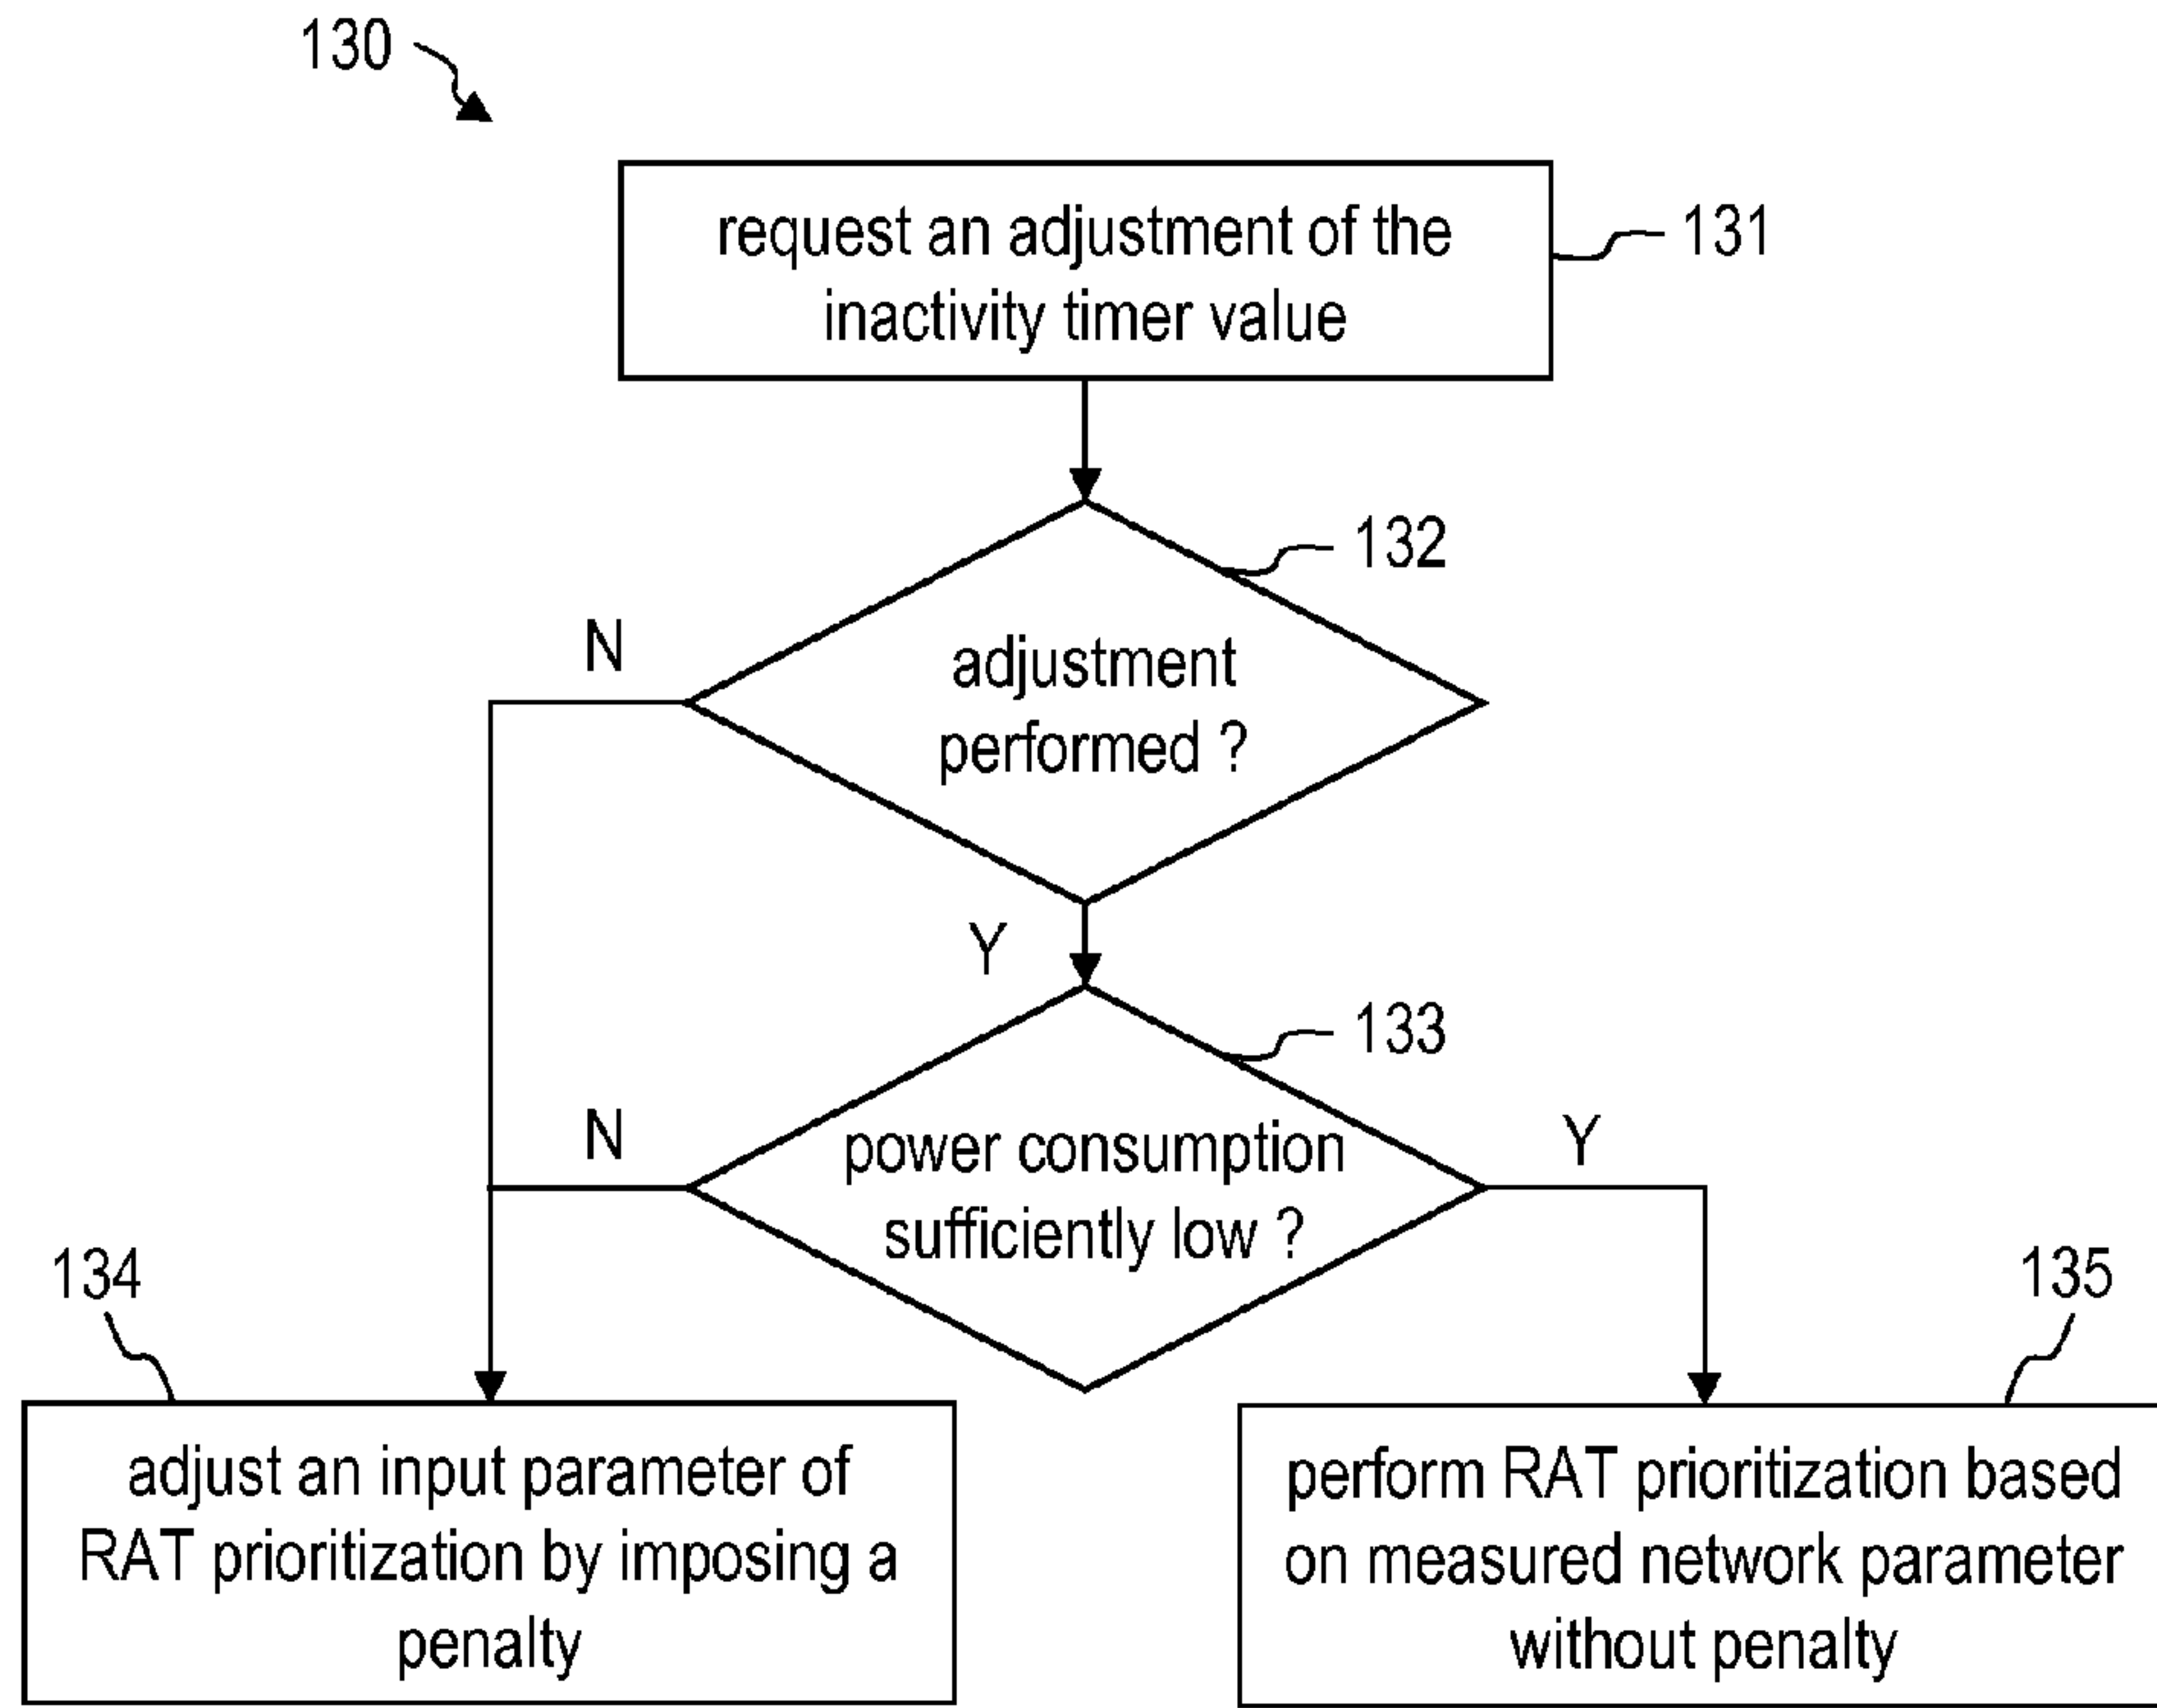 130
request an adjustment of the
inactivity timer value
131
132
adjustment
performed ?
N
Y
133
power consumption
sufficiently low ?
N
Y
134
135
adjust an input parameter of
RAT prioritization by imposing a
penalty
perform RAT prioritization based
on measured network parameter
without penalty